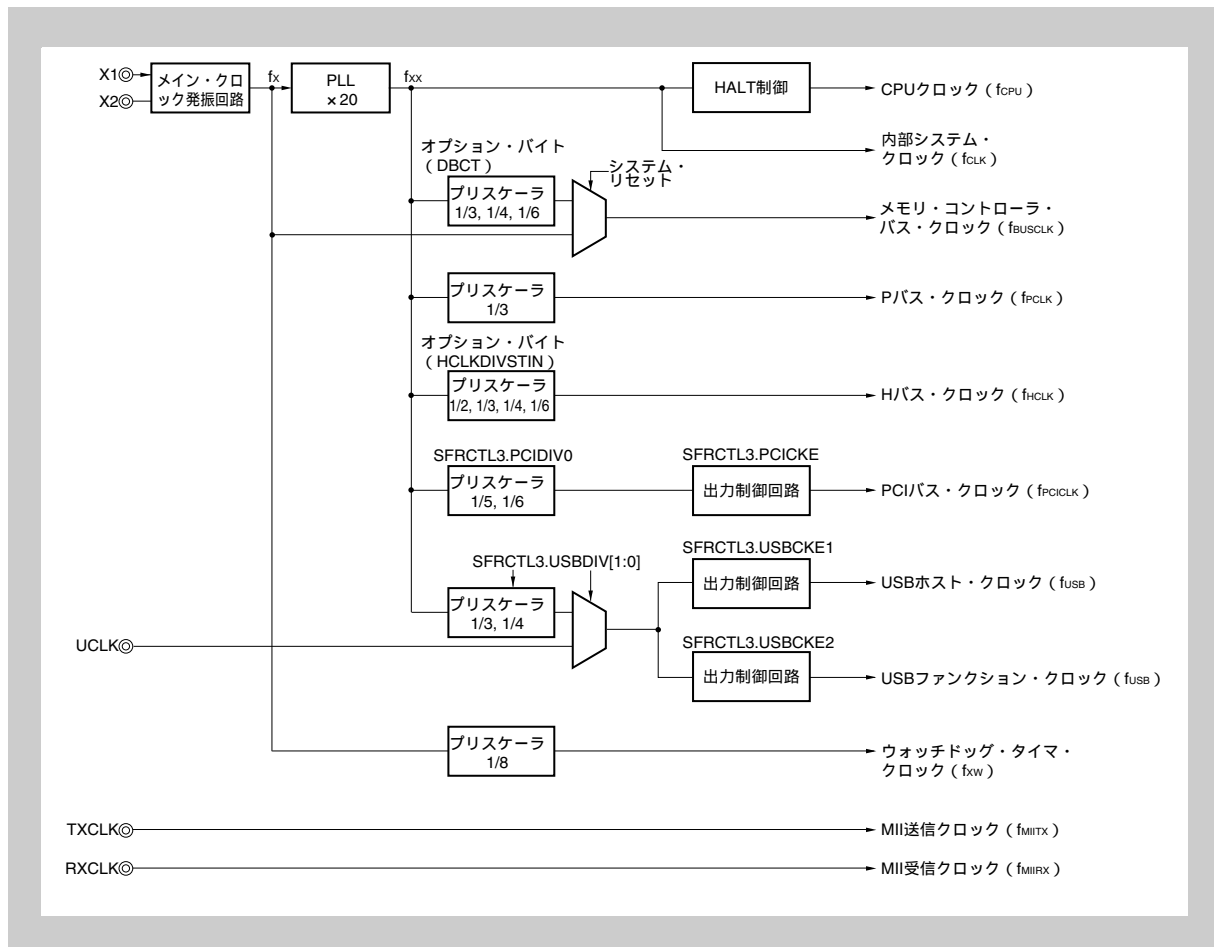 X1
X2
メイン・クロ
ック発振回路
fX
PLL
×20
fXX
HALT制御
CPUクロック（fCPU）
内部システム・
クロック（fCLK）
オプション・バイト
（DBCT）
プリスケーラ
1/3, 1/4, 1/6
システム・
リセット
メモリ・コントローラ・
バス・クロック（fBUSCLK）
プリスケーラ
1/3
Pバス・クロック（fPCLK）
オプション・バイト
（HCLKDIVSTIN）
プリスケーラ
1/2, 1/3, 1/4, 1/6
Hバス・クロック（fHCLK）
SFRCTL3.PCIDIV0
プリスケーラ
1/5, 1/6
SFRCTL3.PCICKE
出力制御回路
PCIバス・クロック（fPCICLK）
SFRCTL3.USBDIV[1:0]
プリスケーラ
1/3, 1/4
SFRCTL3.USBCKE1
出力制御回路
USBホスト・クロック（fUSB）
UCLK
SFRCTL3.USBCKE2
出力制御回路
USBファンクション・クロック（fUSB）
プリスケーラ
1/8
ウォッチドッグ・タイマ・
クロック（fXW）
TXCLK
MII送信クロック（fMIITX）
RXCLK
MII受信クロック（fMIIRX）